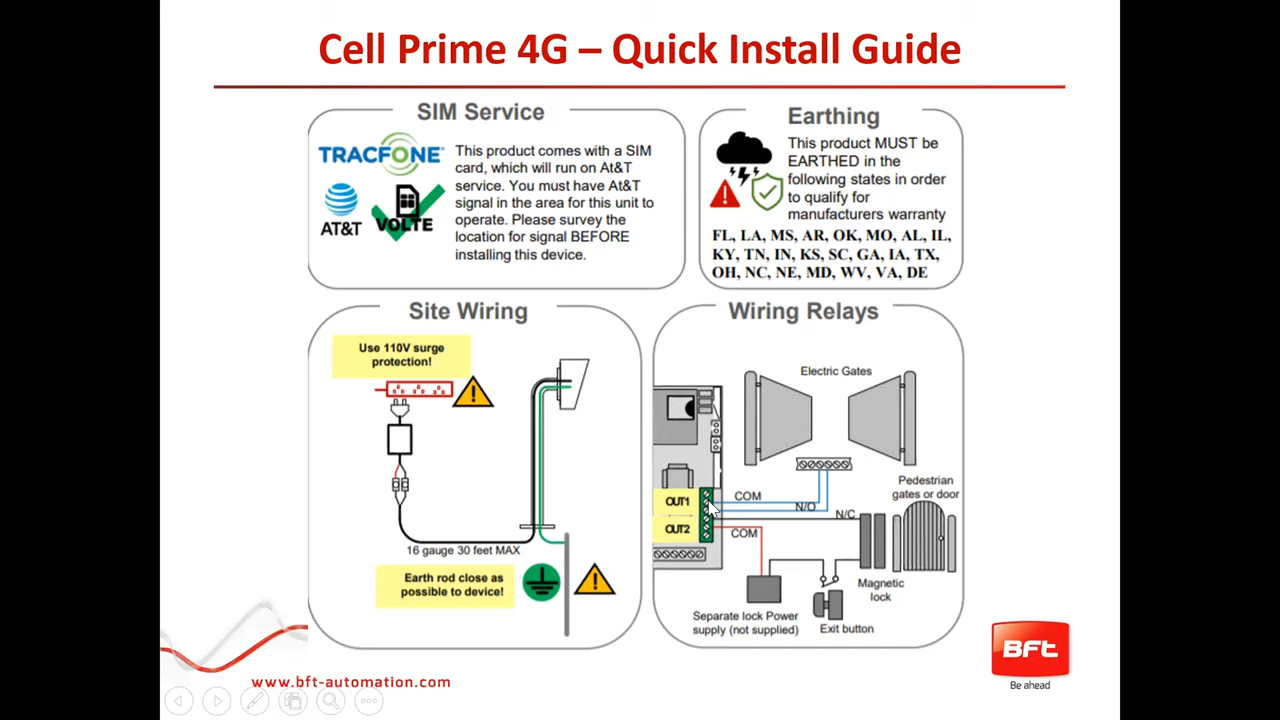 Cell Prime 4G – Quick Install Guide
SIM Service
TRACFONE
AT&T
VOLTE
This product comes with a SIM
card, which will run on At&T
service. You must have At&T
signal in the area for this unit to
operate. Please survey the
location for signal BEFORE
installing this device.
Earthing
This product MUST be
EARTHED in the
following states in order
to qualify for
manufacturers warranty
FL, LA, MS, AR, OK, MO, AL, IL,
KY, TN, IN, KS, SC, GA, IA, TX,
OH, NC, NE, MD, WV, VA, DE
Site Wiring
Use 110V surge
protection!
16 gauge 30 feet MAX
Earth rod close as
possible to device!
Wiring Relays
Electric Gates
Pedestrian
gates or door
OUT1
COM
N/O
N/C
OUT2
COM
Magnetic
lock
Separate lock Power
supply (not supplied)
Exit button
BFT
Be ahead
www.bft-automation.com